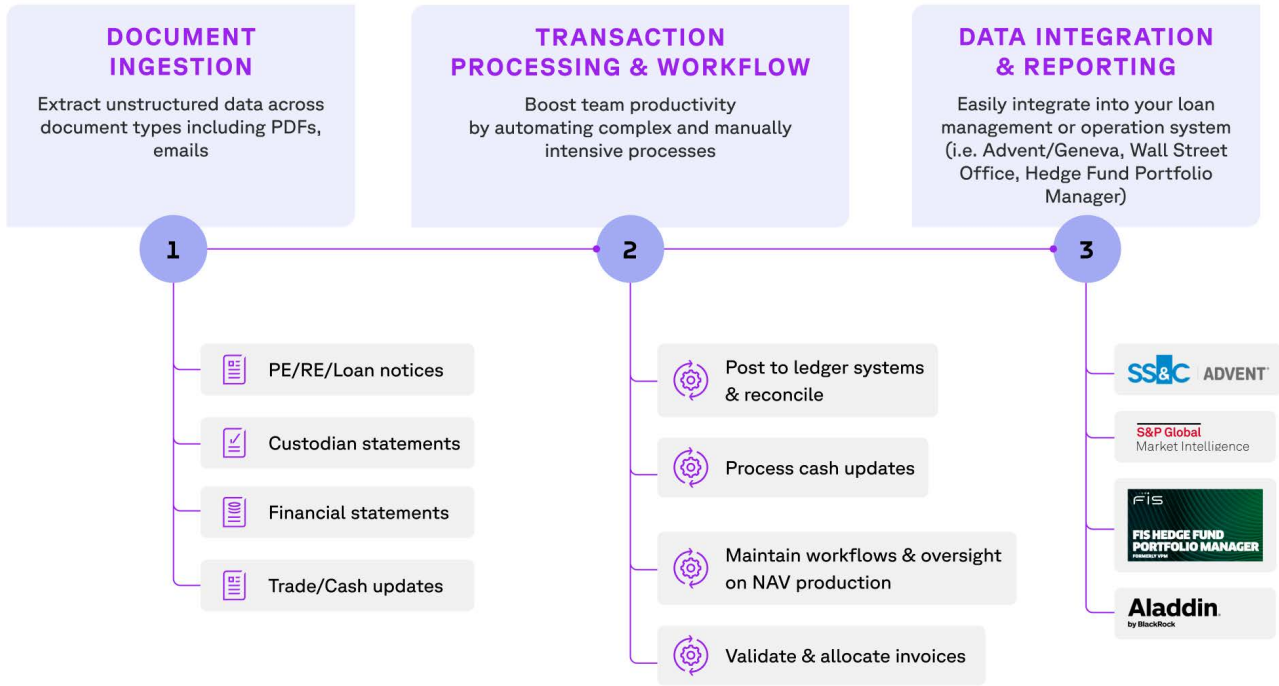 DOCUMENT
INGESTION
Extract unstructured data across
document types including PDFs,
emails
TRANSACTION
PROCESSING & WORKFLOW
Boost team productivity
by automating complex and manually
intensive processes
DATA INTEGRATION
& REPORTING
Easily integrate into your loan
management or operation system
(i.e. Advent/Geneva, Wall Street
Office, Hedge Fund Portfolio
Manager)
1
2
3
PE/RE/Loan notices
Custodian statements
Financial statements
Trade/Cash updates
Post to ledger systems
& reconcile
Process cash updates
Maintain workflows & oversight
on NAV production
Validate & allocate invoices
SS&C | ADVENT
S&P Global
Market Intelligence
FIS
FIS HEDGE FUND
PORTFOLIO MANAGER
FORMERLY VPM
Aladdin.
by BlackRock